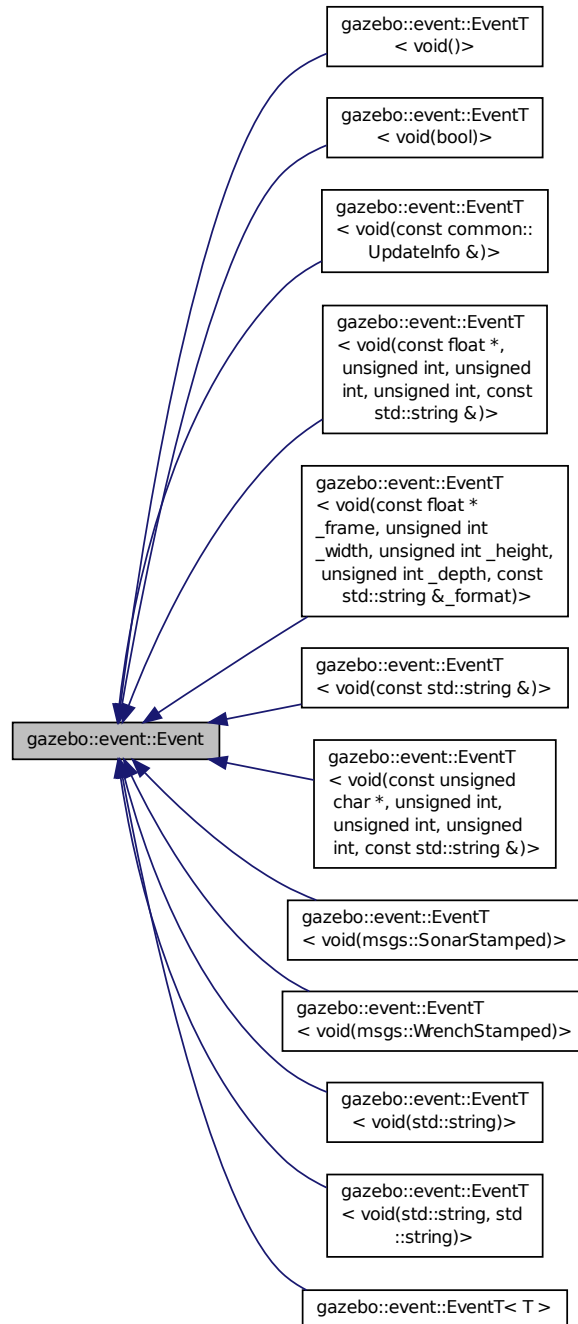 gazebo::event::EventT
< void()>
gazebo::event::EventT
< void(bool)>
gazebo::event::EventT
< void(const common::
UpdateInfo &)>
gazebo::event::EventT
< void(const float *,
unsigned int, unsigned
int, unsigned int, const
std::string &)>
gazebo::event::EventT
< void(const float *
_frame, unsigned int
_width, unsigned int _height,
unsigned int _depth, const
std::string &_format)>
gazebo::event::EventT
< void(const std::string &)>
gazebo::event::Event
gazebo::event::EventT
< void(const unsigned
char *, unsigned int,
unsigned int, unsigned
int, const std::string &)>
gazebo::event::EventT
< void(msgs::SonarStamped)>
gazebo::event::EventT
< void(msgs::WrenchStamped)>
gazebo::event::EventT
< void(std::string)>
gazebo::event::EventT
< void(std::string, std
::string)>
gazebo::event::EventT< T >